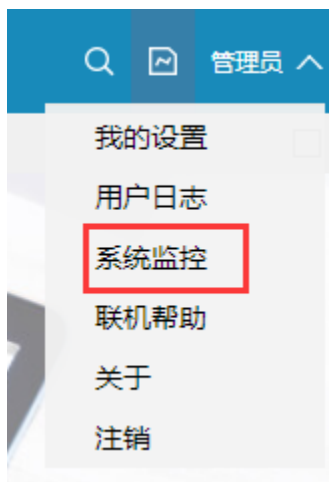 管理员
我的设置
用户日志
系统监控
联机帮助
关于
注销